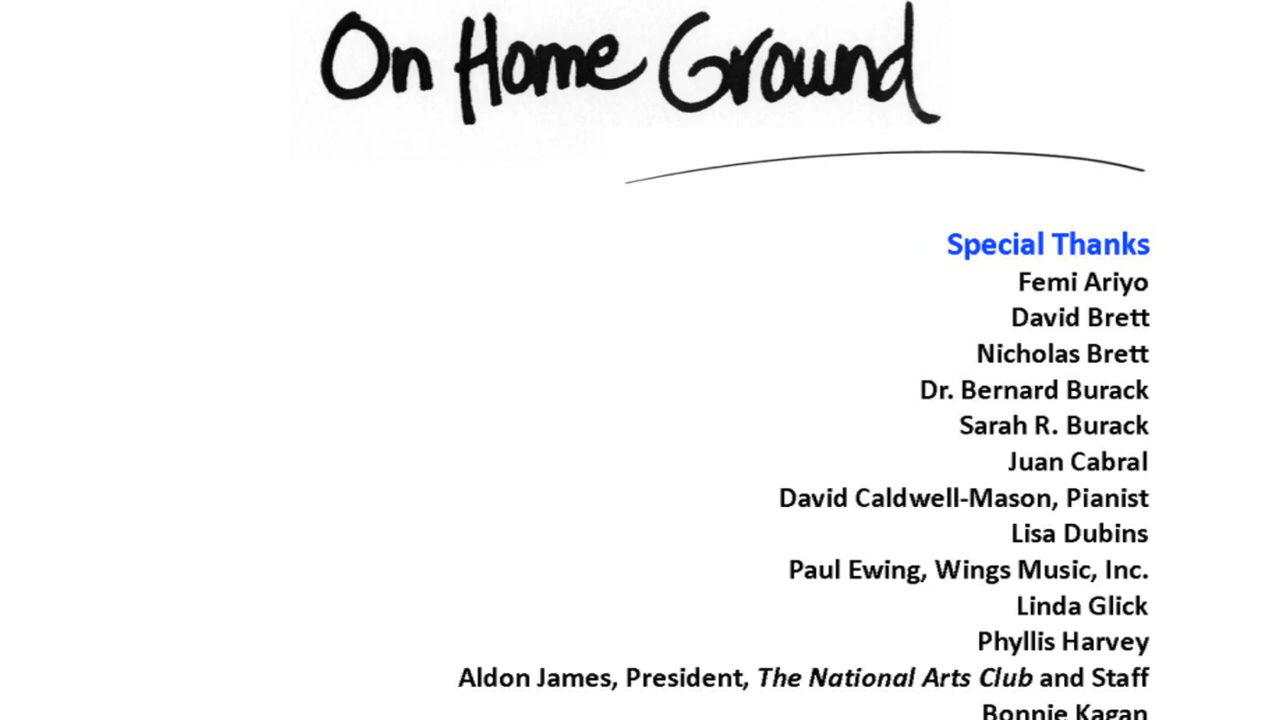 On Home Ground
Special Thanks
Femi Ariyo
David Brett
Nicholas Brett
Dr. Bernard Burack
Sarah R. Burack
Juan Cabral
David Caldwell-Mason, Pianist
Lisa Dubins
Paul Ewing, Wings Music, Inc.
Linda Glick
Phyllis Harvey
Aldon James, President, The National Arts Club and Staff
Bonnie Kagan